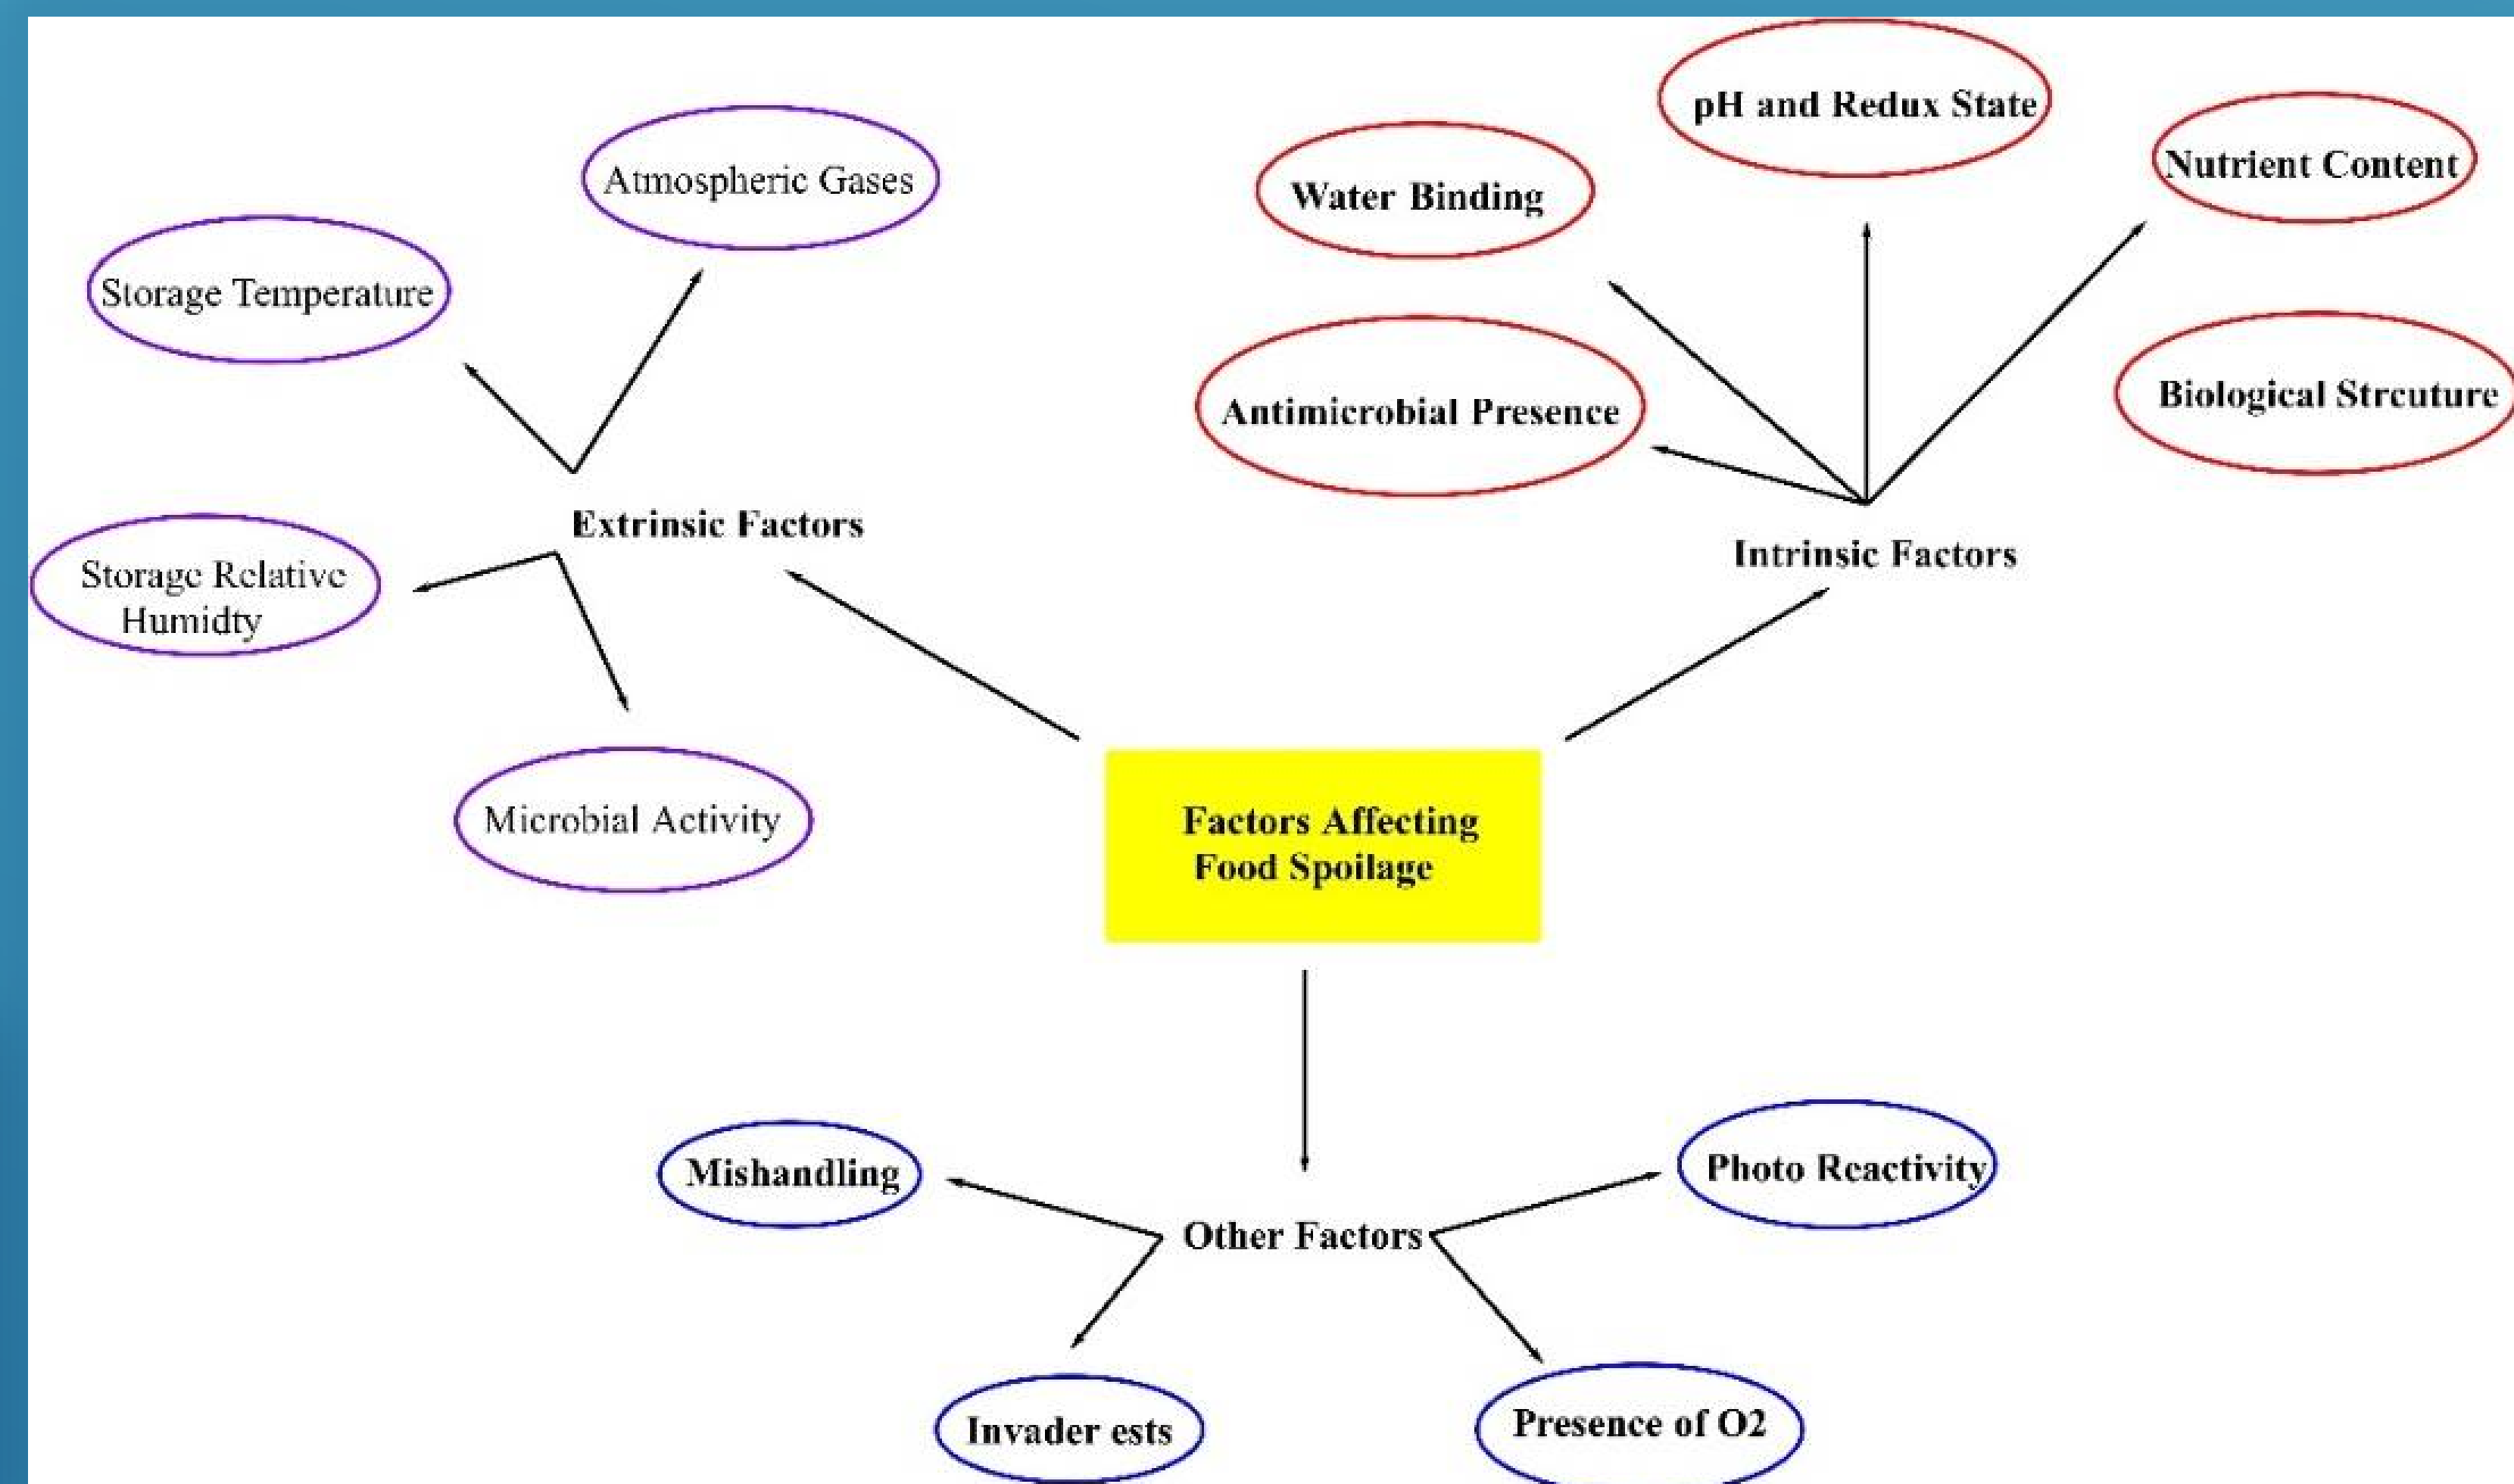 pH and Redux State
Atmospheric Gases
Water Binding
Nutrient Content
Storage Temperature
Antimicrobial Presence
Biological Strcuture
Extrinsic Factors
Intrinsic Factors
Storage Relative
Humidty
Microbial Activity
Factors Affecting
Food Spoilage
Mishandling
Photo Reactivity
Other Factors
Invader ests
Presence of O2